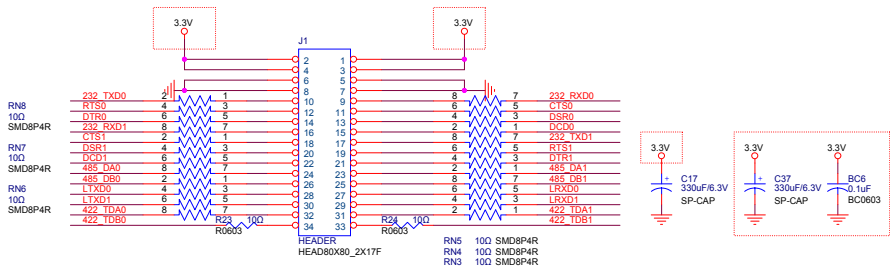 3.3V 3.3V
J1
2 1
4 3
6 5
8 7
232_TXD0 2 1 10 9 8 7 232_RXD0
RN8 RTS0 4 3 12 11 6 5 CTS0
10Ω DTR0 6 5 14 13 4 3 DSR0
SMD8P4R 232_RXD1 8 7 16 15 2 1 DCD0
CTS1 2 1 18 17 8 7 232_TXD1
RN7 DSR1 4 3 20 19 6 5 RTS1
10Ω DCD1 6 5 22 21 4 3 DTR1
SMD8P4R 485_DA0 8 7 24 23 2 1 485_DA1
485_DB0 2 1 26 25 8 7 485_DB1
RN6 LTXD0 4 3 28 27 6 5 LRXD0
10Ω LTXD1 6 5 30 29 4 3 LRXD1
SMD8P4R 422_TDA0 8 7 32 31 2 1 422_TDA1
422_TDB0 R23 10Ω 34 33 R24 10Ω 422_TDB1
R0603 R0603
HEADER
HEAD80X80_2X17F
RN5 10Ω SMD8P4R
RN4 10Ω SMD8P4R
RN3 10Ω SMD8P4R
3.3V 3.3V 3.3V
+ C17
330uF/6.3V
SP-CAP
+ C37
330uF/6.3V
SP-CAP
BC6
0.1uF
BC0603